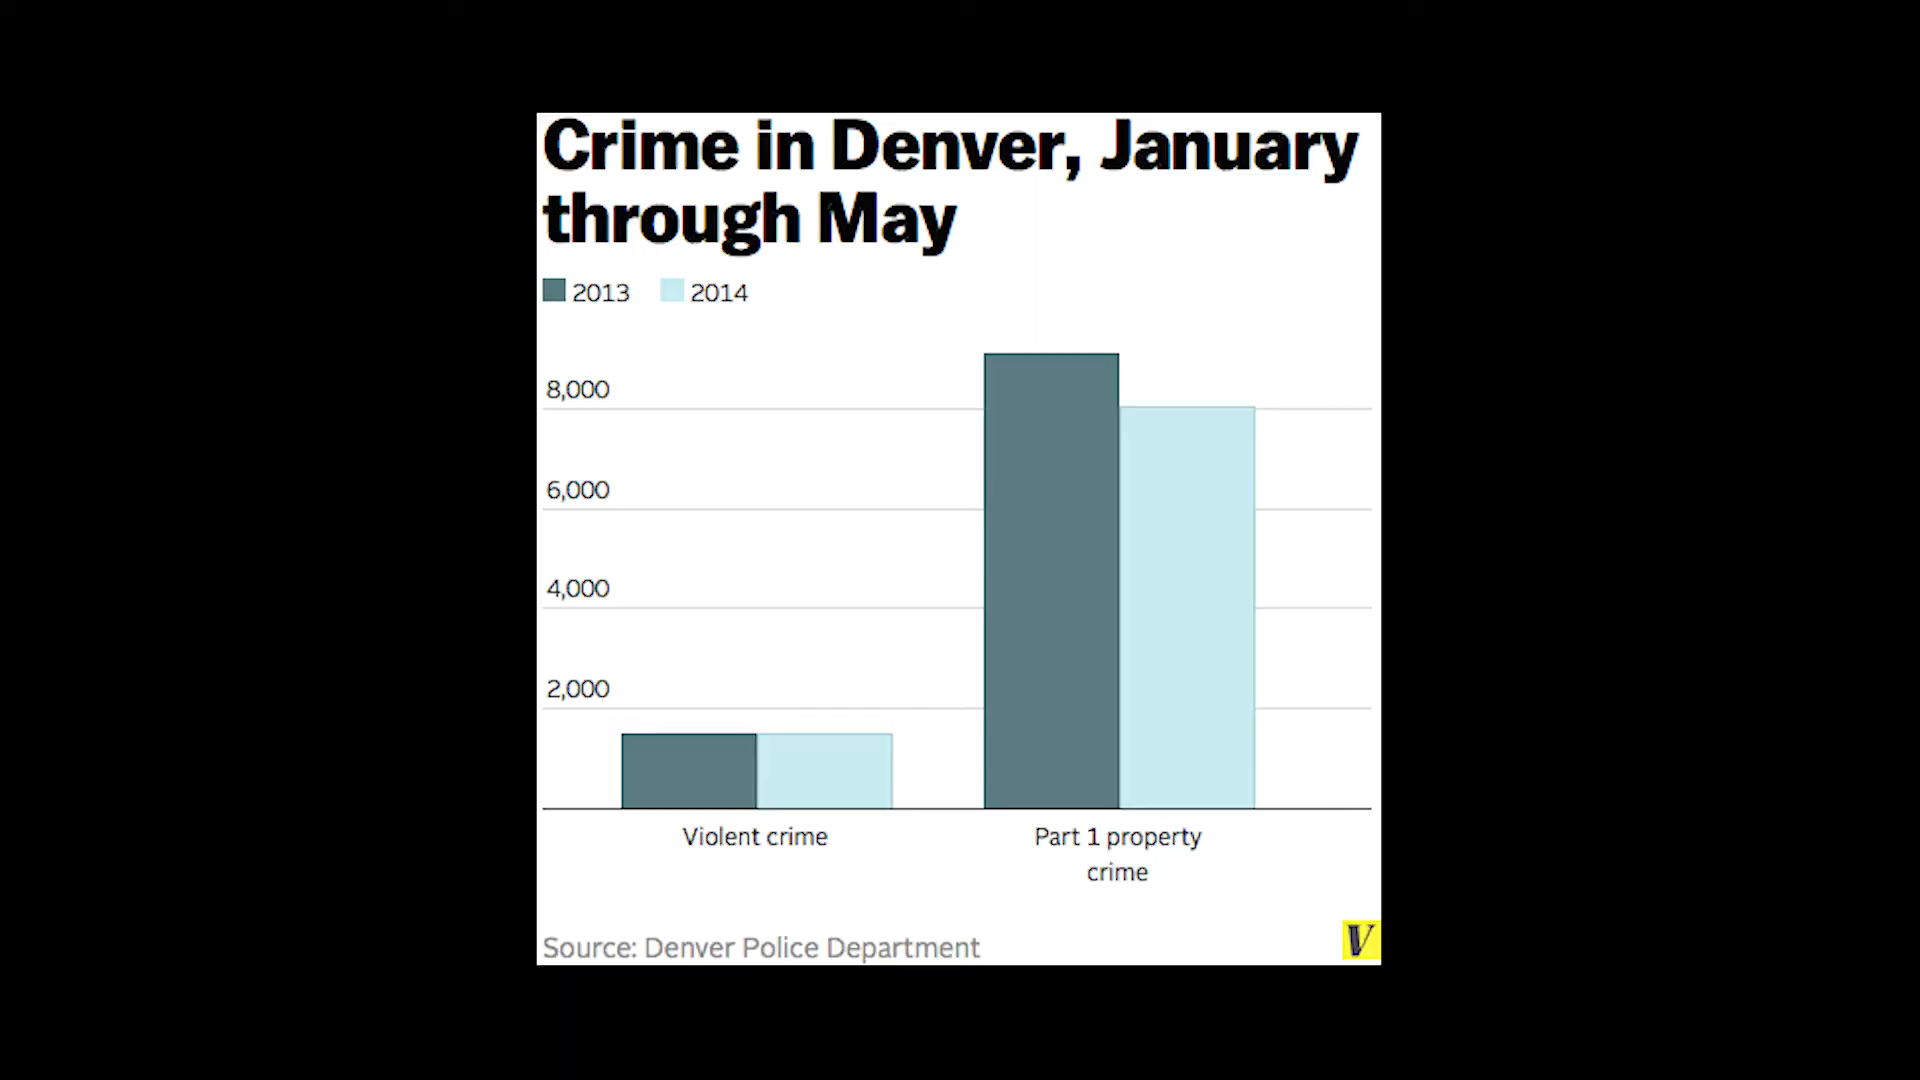 Crime in Denver, January
through May
2013 2014
8,000
6,000
4,000
2,000
Violent crime
Part 1 property
crime
Source: Denver Police Department
V